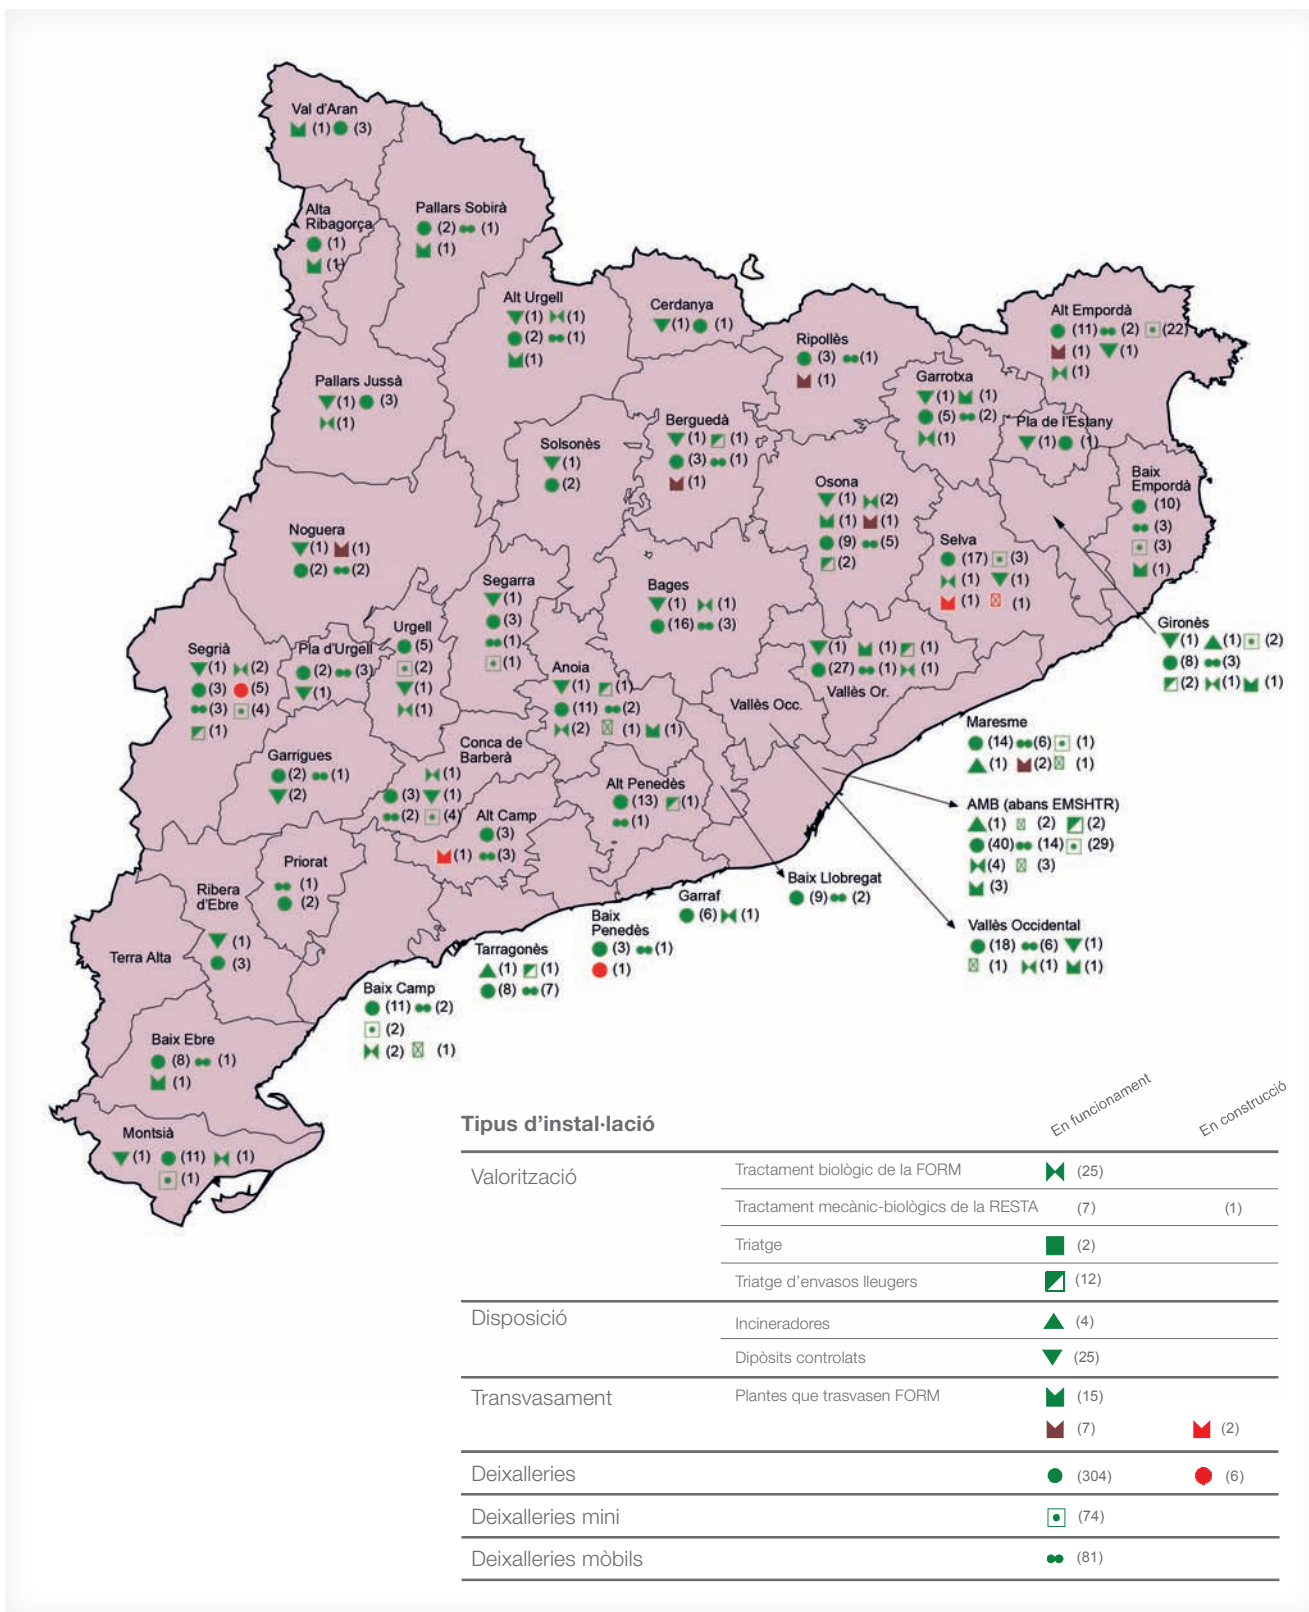 Val d'Aran
(1) (3)
Alta
Ribagorça
(1)
(1)
Pallars Sobirà
(2) (1)
(1)
Alt Urgell
(1) (1)
(2) (1)
(1)
Cerdanya
(1) (1)
Ripollès
(3) (1)
(1)
Alt Empordà
(11) (2) (22)
(1) (1)
(1)
Pallars Jussà
(1) (3)
(1)
Garrotxa
(1) (1)
(5) (2)
(1)
Pla de l'Estany
(1) (1)
Berguedà
(1) (1)
(3) (1)
(1)
Solsonès
(1)
(2)
Baix
Empordà
(10)
(3)
(3)
(1)
Osona
(1) (2)
(1) (1)
(9) (5)
(2)
Noguera
(1) (1)
(2) (2)
Selva
(17) (3)
(1) (1)
(1) (1)
Segarra
(1)
(3)
(1)
(1)
Bages
(1) (1)
(16) (3)
Gironès
(1) (1) (2)
(8) (3)
(2) (1) (1)
Urgell
(5)
(2)
(1)
(1)
Segrià
(1) (2)
(3) (5)
(3) (4)
(1)
Pla d'Urgell
(2) (3)
(1)
Anoia
(1) (1)
(11) (2)
(2) (1) (1)
(1) (1) (1)
(27) (1) (1)
Vallès Or.
Vallès Occ.
Maresme
(14) (6) (1)
(1) (2) (1)
Garrigues
(2) (1)
(2)
Conca de
Barberà
(1)
(3) (1)
(2) (4)
Alt Penedès
(13) (1)
(1)
Alt Camp
(3)
(1) (3)
AMB (abans EMSHTR)
(1) (2) (2)
(40) (14) (29)
(4) (3)
(3)
Priorat
(1)
(2)
Ribera
d'Ebre
(1)
(3)
Baix Llobregat
(9) (2)
Garraf
(6) (1)
Baix
Penedès
(3) (1)
(1)
Vallès Occidental
(18) (6) (1)
(1) (1) (1)
Terra Alta
Tarragonès
(1) (1)
(8) (7)
Baix Camp
(11) (2)
(2)
(2) (1)
Baix Ebre
(8) (1)
(1)
Montsià
(1) (11) (1)
(1)
Tipus d'instal·lació En funcionament En construcció
Valorització Tractament biològic de la FORM (25)
Tractament mecànic-biològics de la RESTA (7) (1)
Triatge (2)
Triatge d'envasos lleugers (12)
Disposició Incineradores (4)
Dipòsits controlats (25)
Transvasament Plantes que trasvasen FORM (15)
(7) (2)
Deixalleries (304) (6)
Deixalleries mini (74)
Deixalleries mòbils (81)